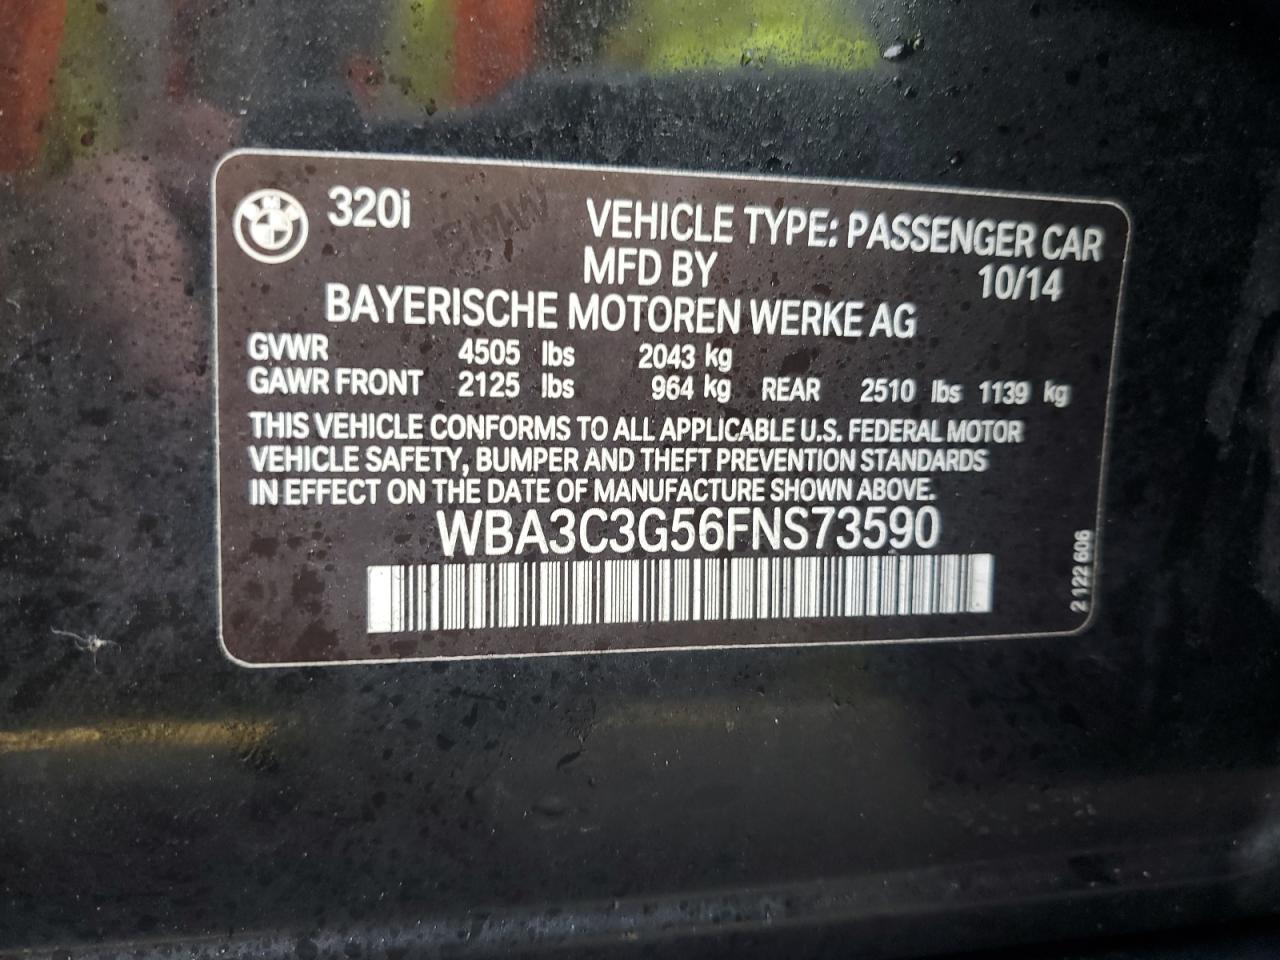 320i
VEHICLE TYPE: PASSENGER CAR
MFD BY 10/14
BAYERISCHE MOTOREN WERKE AG
GVWR 4505 lbs 2043 kg
GAWR FRONT 2125 lbs 964 kg REAR 2510 lbs 1139 kg
THIS VEHICLE CONFORMS TO ALL APPLICABLE U.S. FEDERAL MOTOR
VEHICLE SAFETY, BUMPER AND THEFT PREVENTION STANDARDS
IN EFFECT ON THE DATE OF MANUFACTURE SHOWN ABOVE.
WBA3C3G56FNS73590
2 122 606
BMW